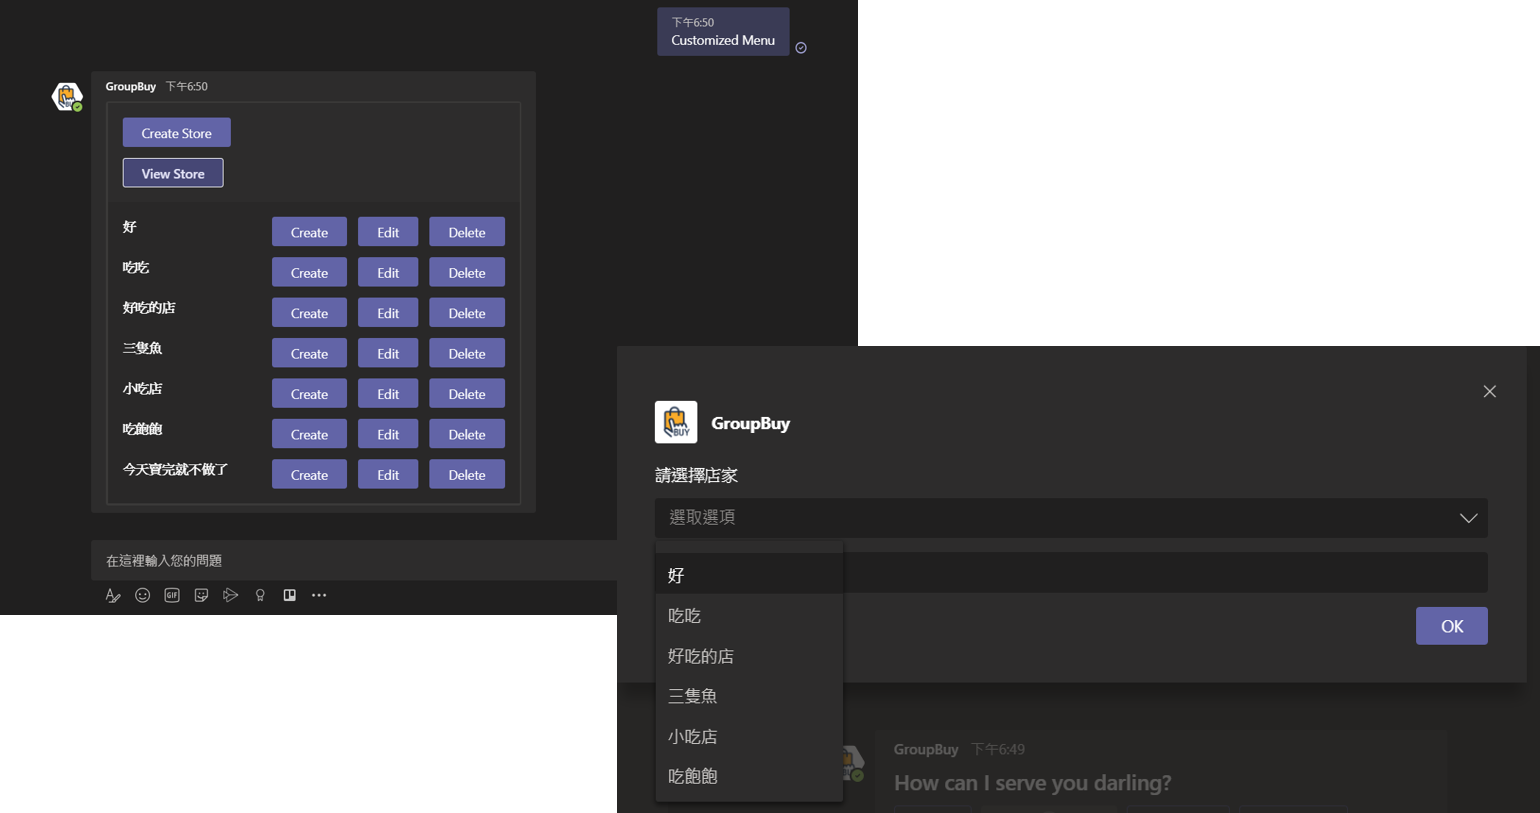 下午6:50
Customized Menu
GroupBuy 下午6:50
Create Store
View Store
好 Create Edit Delete
吃吃 Create Edit Delete
好吃的店 Create Edit Delete
三隻魚 Create Edit Delete
小吃店 Create Edit Delete
吃飽飽 Create Edit Delete
今天賣完就不做了 Create Edit Delete
在這裡輸入您的問題
GIF
BUY
GroupBuy
請選擇店家
選取選項
好
吃吃
好吃的店
三隻魚
小吃店
吃飽飽
OK
GroupBuy 下午6:49
How can I serve you darling?